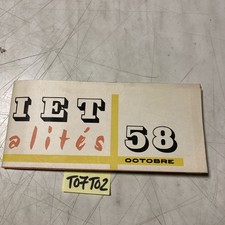 IET
alités
58
OCTOBRE
T07T02